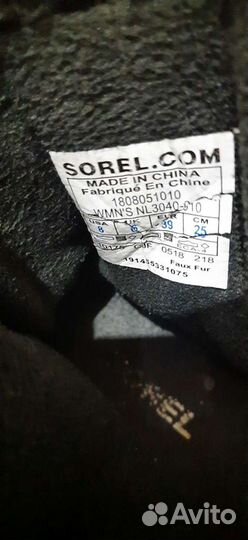 SOREL.COM
MADE IN CHINA
Fabriqué En Chine
1808051010
WMN'S NL3040-010
USA UK EUR CM
8 6 39 25
0518 218
Faux Fur
Avito